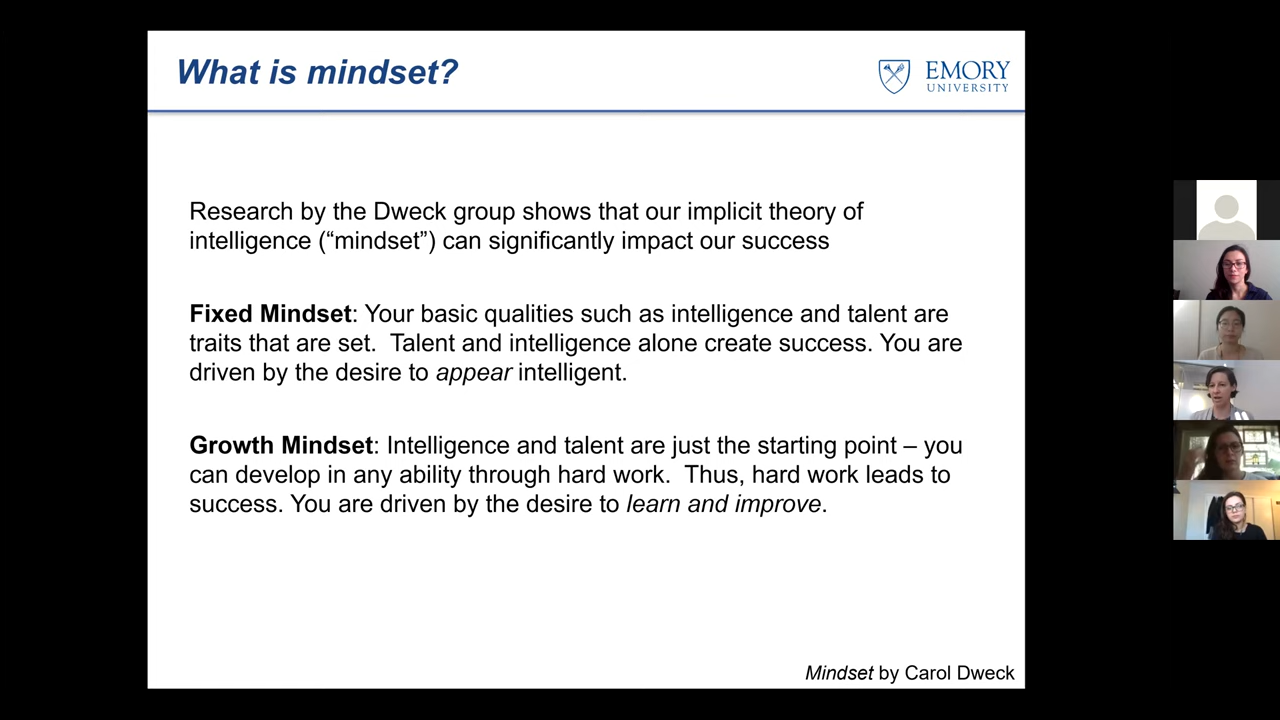 What is mindset?
EMORY
UNIVERSITY
Research by the Dweck group shows that our implicit theory of
intelligence (“mindset”) can significantly impact our success
Fixed Mindset: Your basic qualities such as intelligence and talent are
traits that are set.  Talent and intelligence alone create success. You are
driven by the desire to appear intelligent.
Growth Mindset: Intelligence and talent are just the starting point – you
can develop in any ability through hard work.  Thus, hard work leads to
success. You are driven by the desire to learn and improve.
Mindset by Carol Dweck